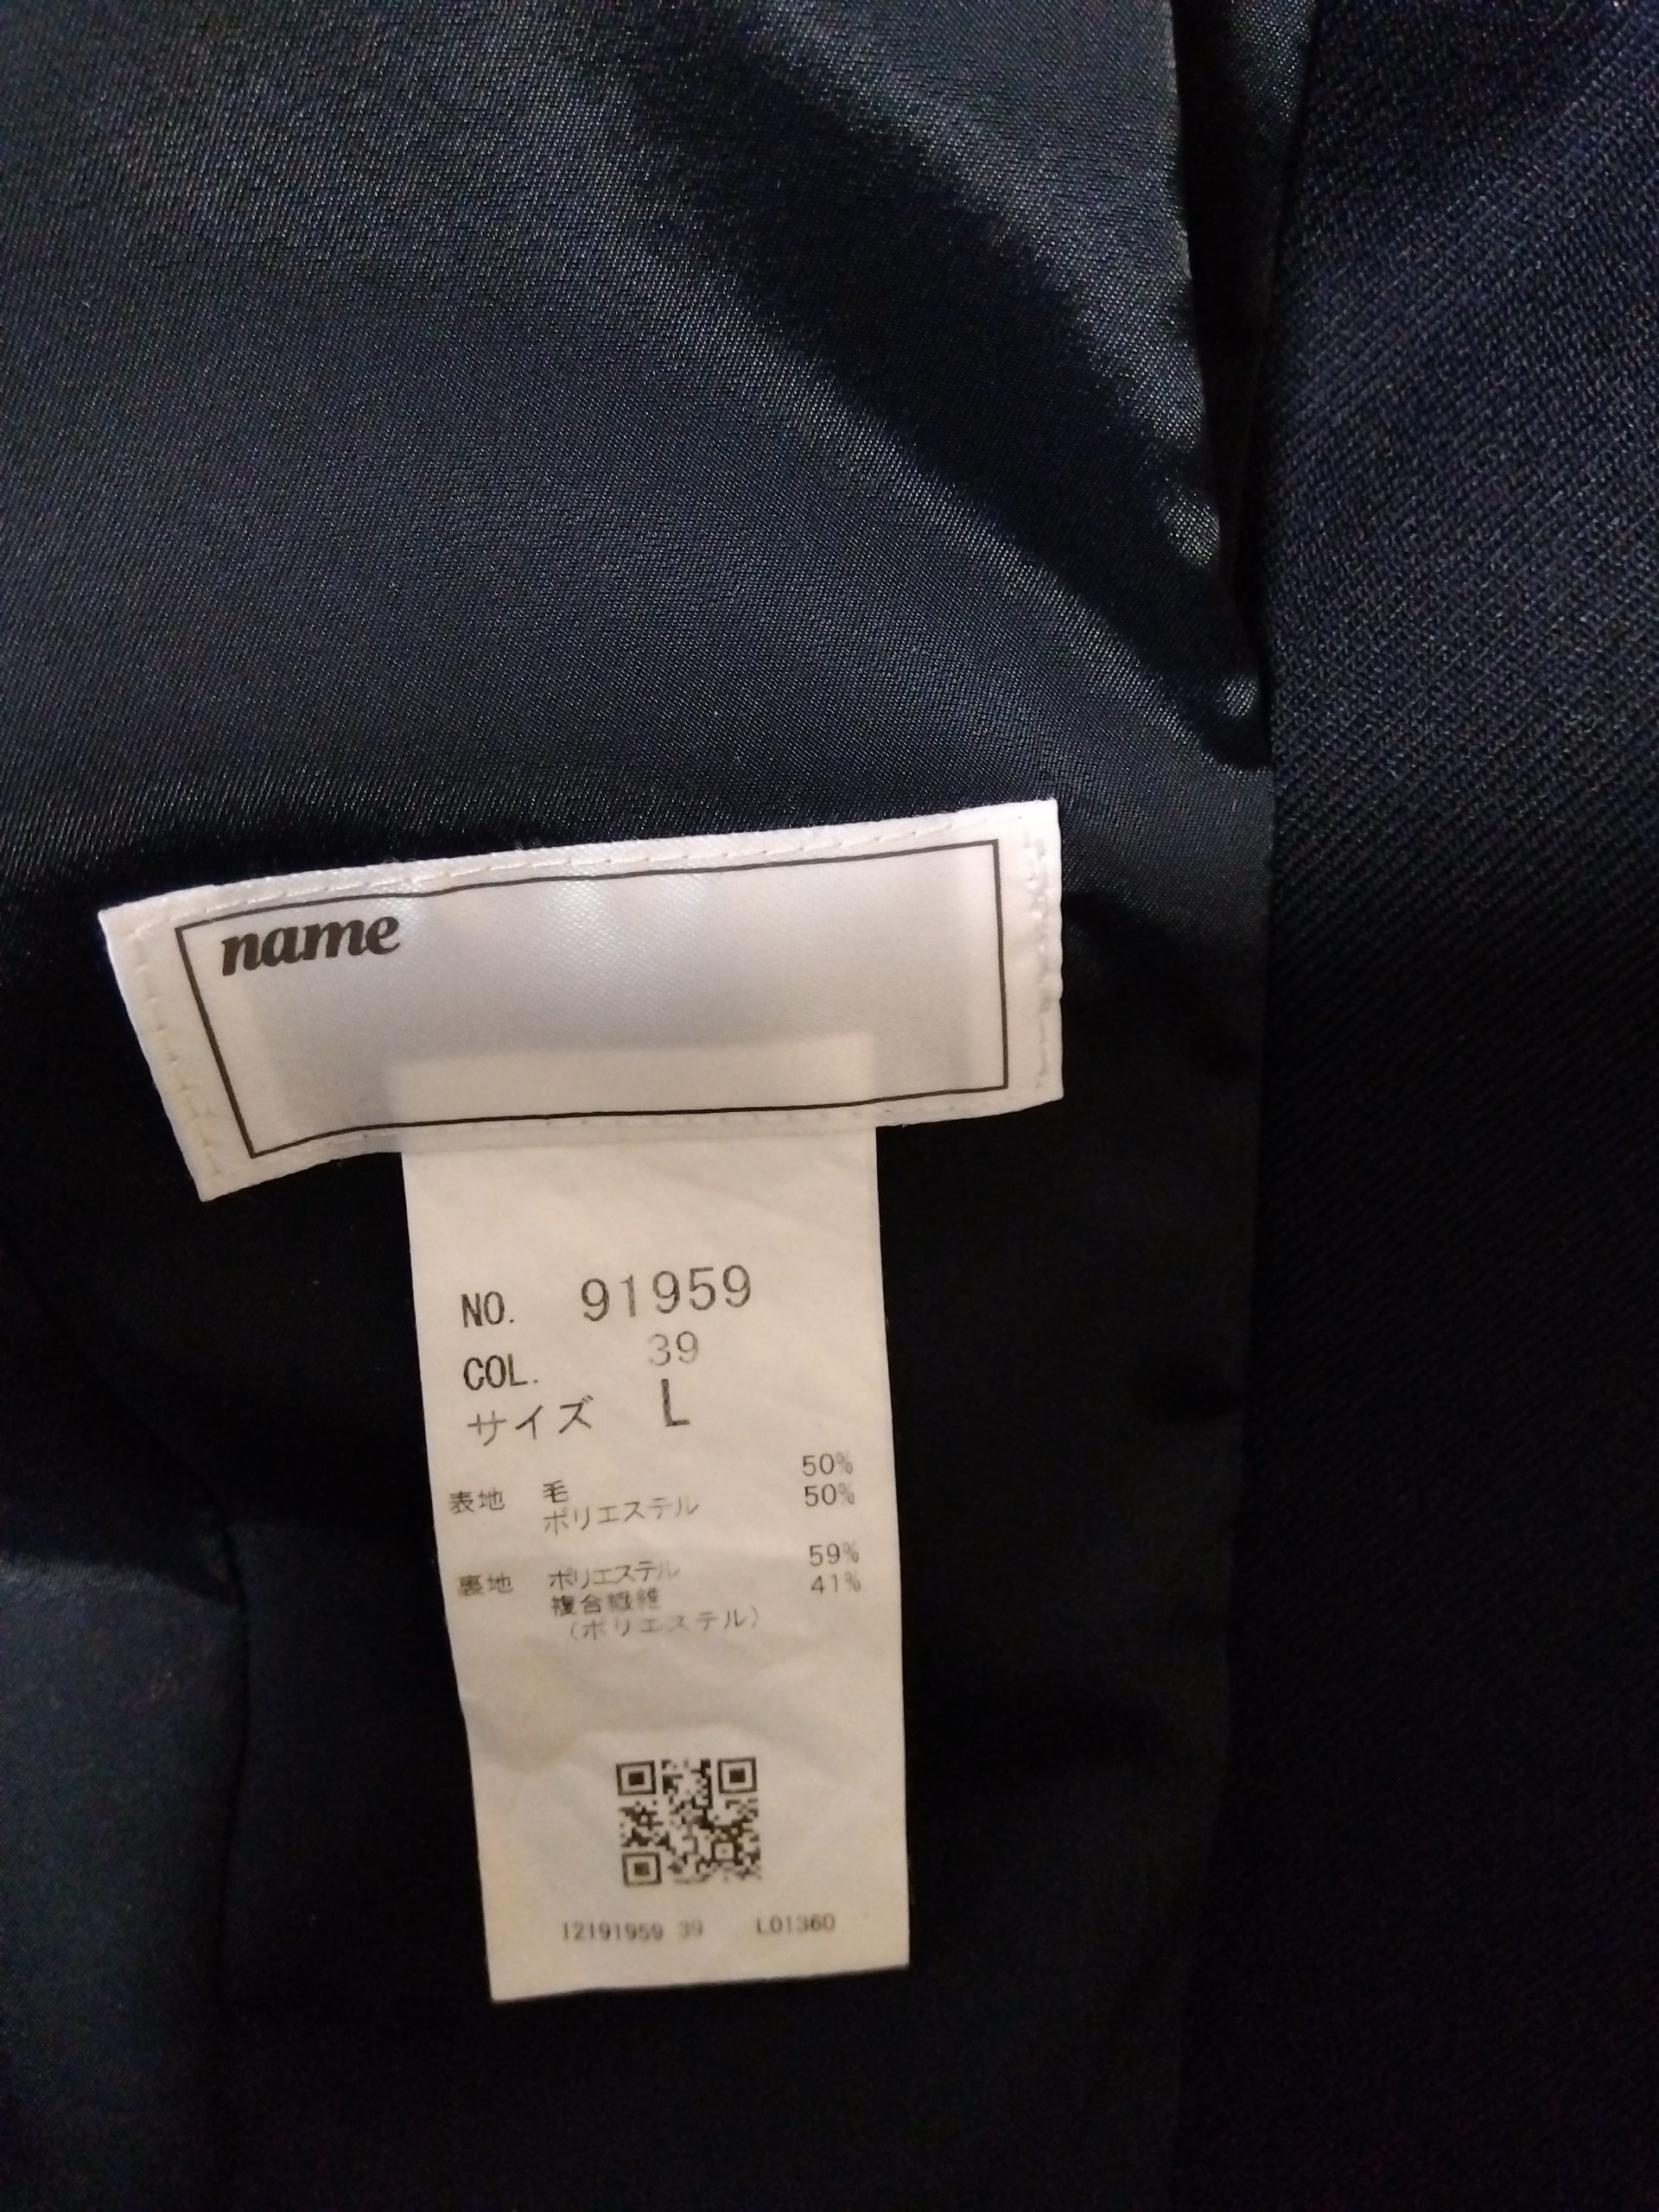 name
NO. 91959
COL. 39
サイズ L
表地 毛 50%
ポリエステル 50%
裏地 ポリエステル 59%
複合繊維 41%
(ポリエステル)
12191959 39 L01360